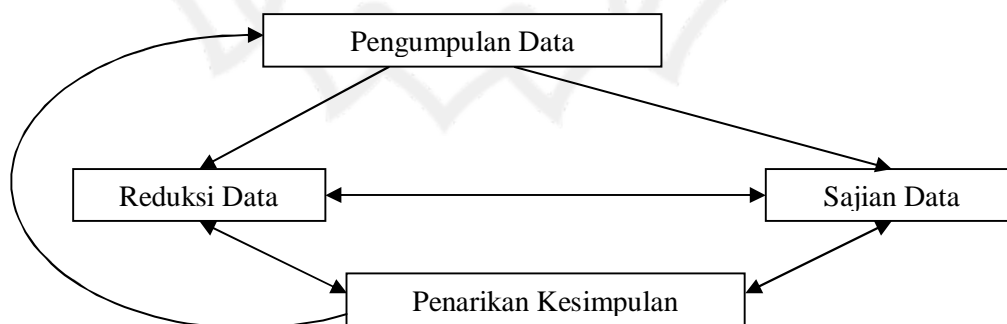 Pengumpulan Data
Reduksi Data
Sajian Data
Penarikan Kesimpulan